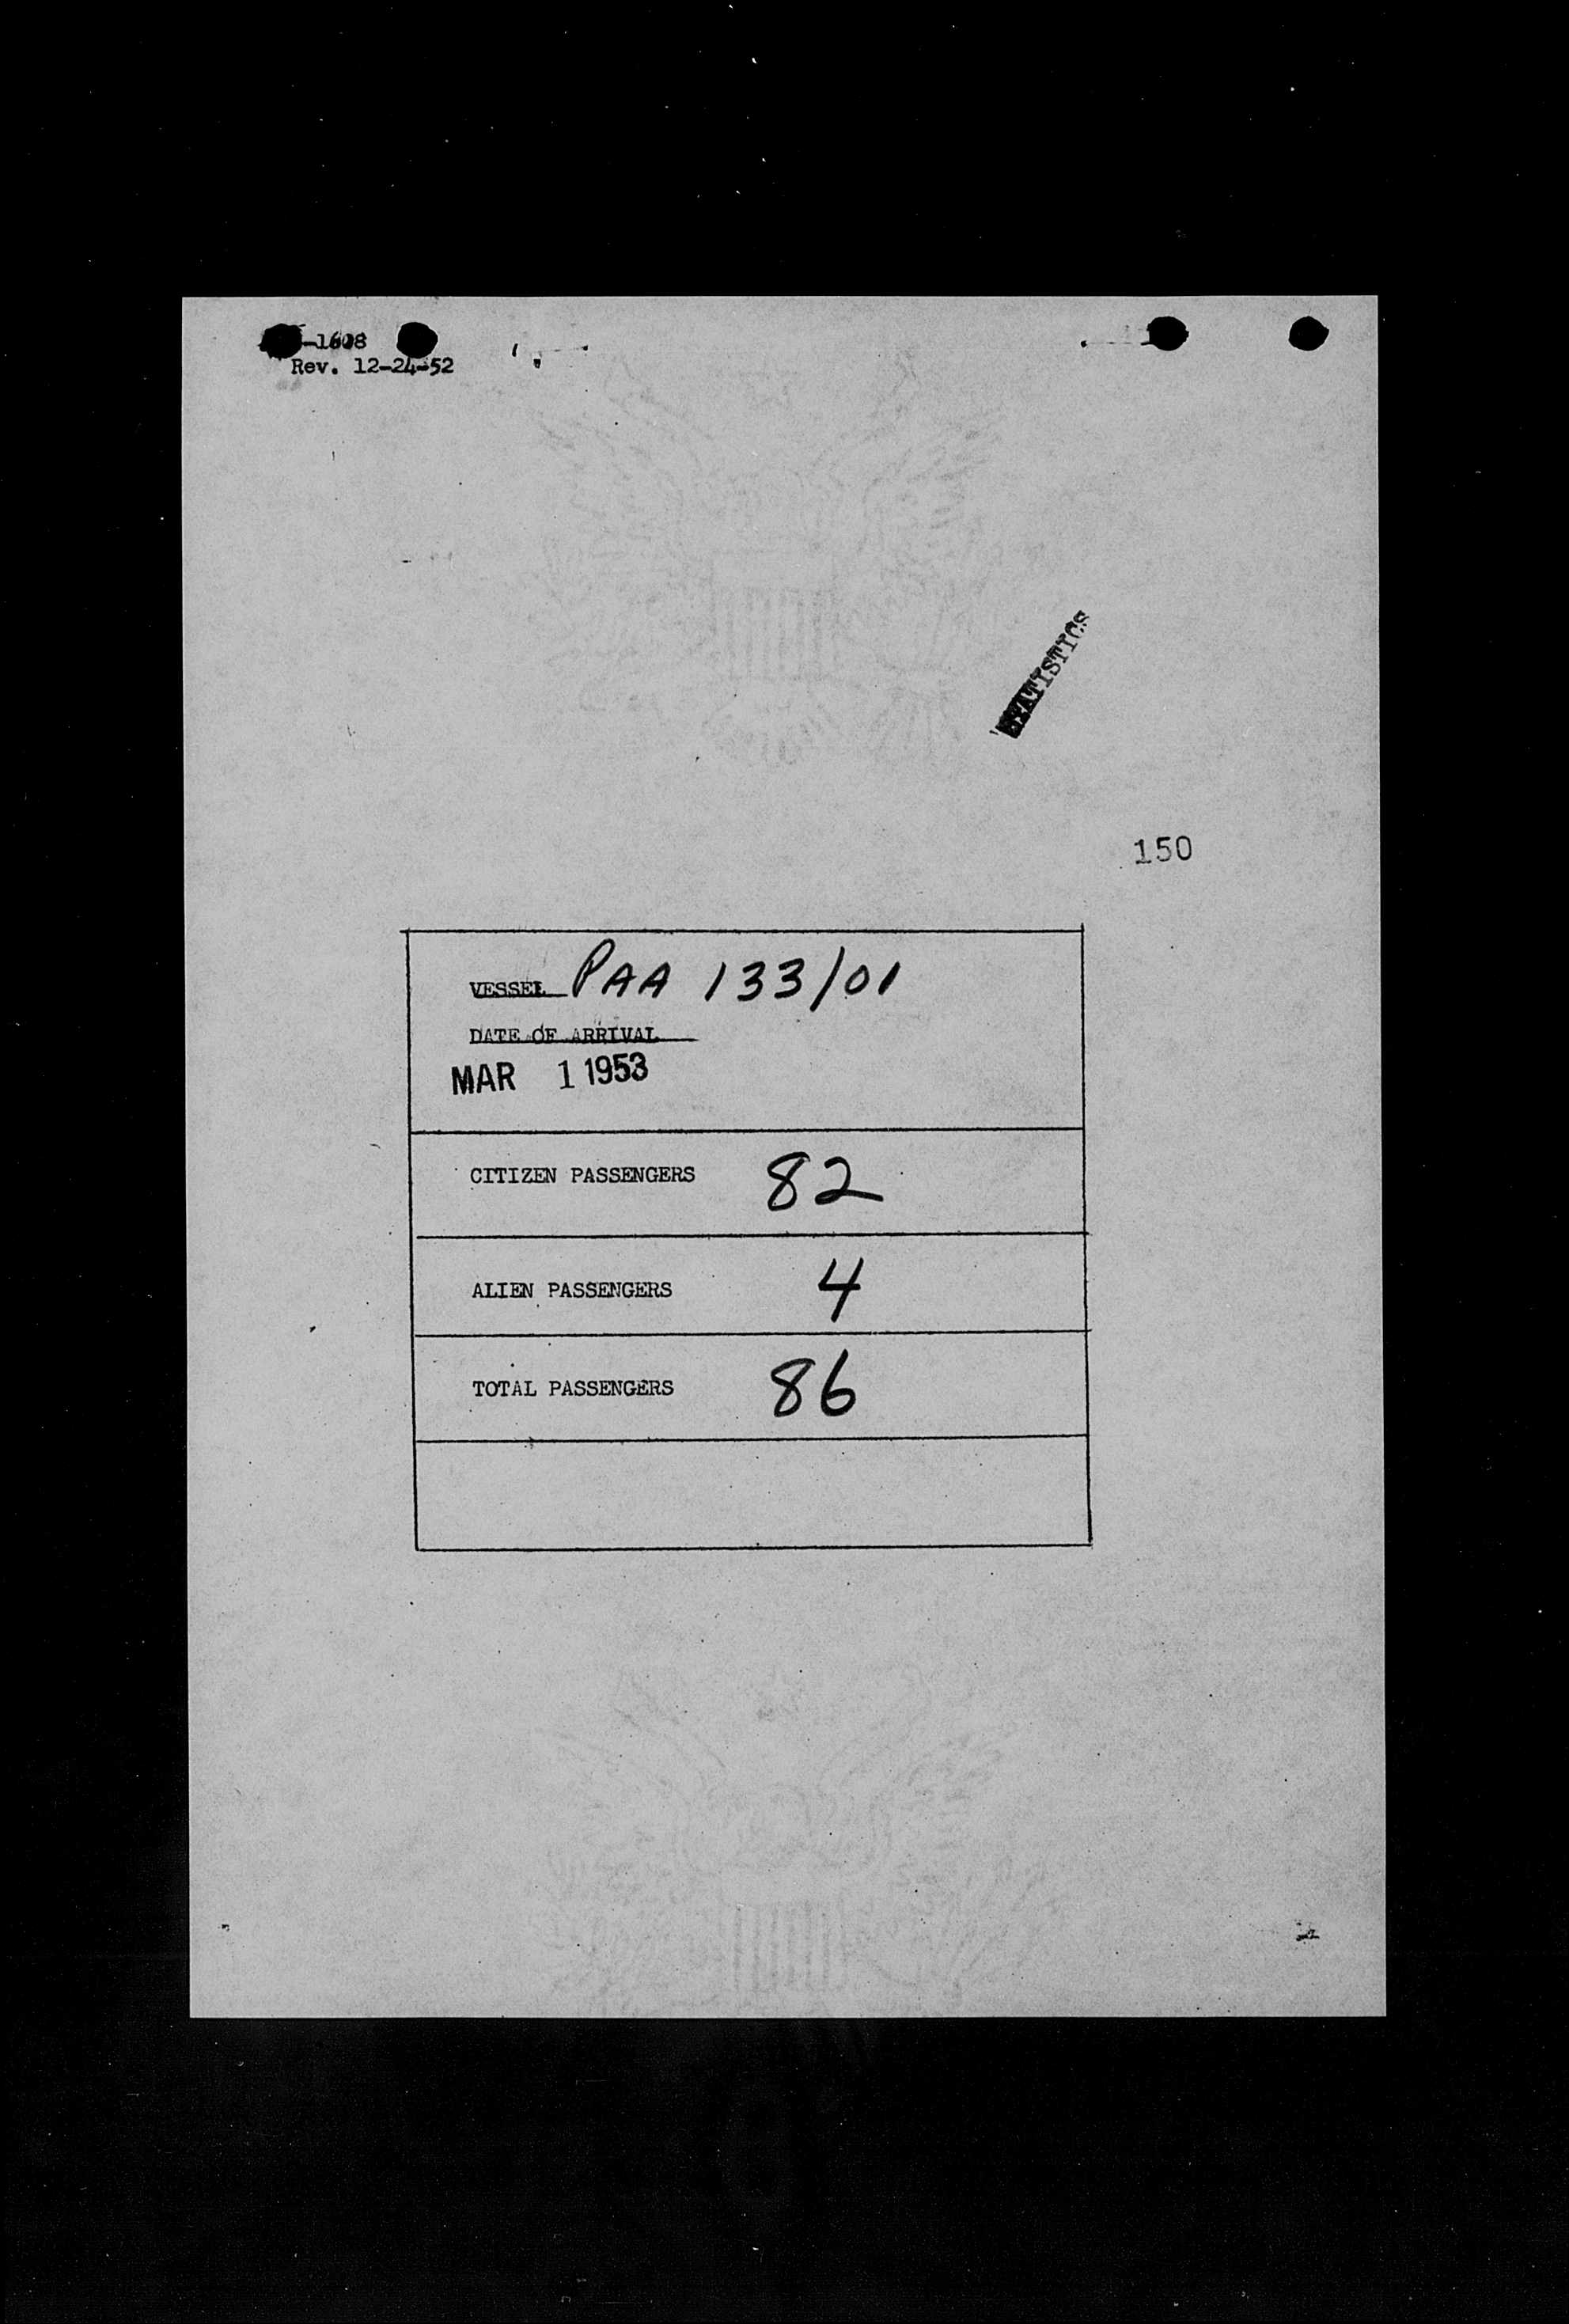 -1608
Rev. 12-24-52
STATISTICS
150
VESSEL PAA 133/01
DATE OF ARRIVAL
MAR 1 1953
CITIZEN PASSENGERS 82
ALIEN PASSENGERS 4
TOTAL PASSENGERS 86